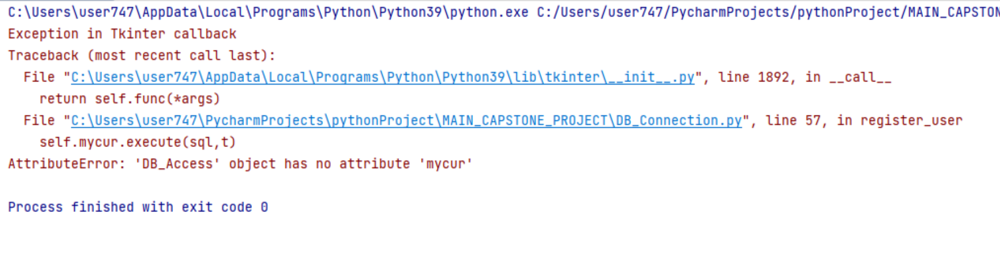 C:\Users\user747\AppData\Local\Programs\Python\Python39\python.exe C:/Users/user747/PycharmProjects/pythonProject/MAIN_CAPSTON
Exception in Tkinter callback
Traceback (most recent call last):
  File "C:\Users\user747\AppData\Local\Programs\Python\Python39\lib\tkinter\__init__.py", line 1892, in __call__
    return self.func(*args)
  File "C:\Users\user747\PycharmProjects\pythonProject\MAIN_CAPSTONE_PROJECT\DB_Connection.py", line 57, in register_user
    self.mycur.execute(sql,t)
AttributeError: 'DB_Access' object has no attribute 'mycur'
Process finished with exit code 0